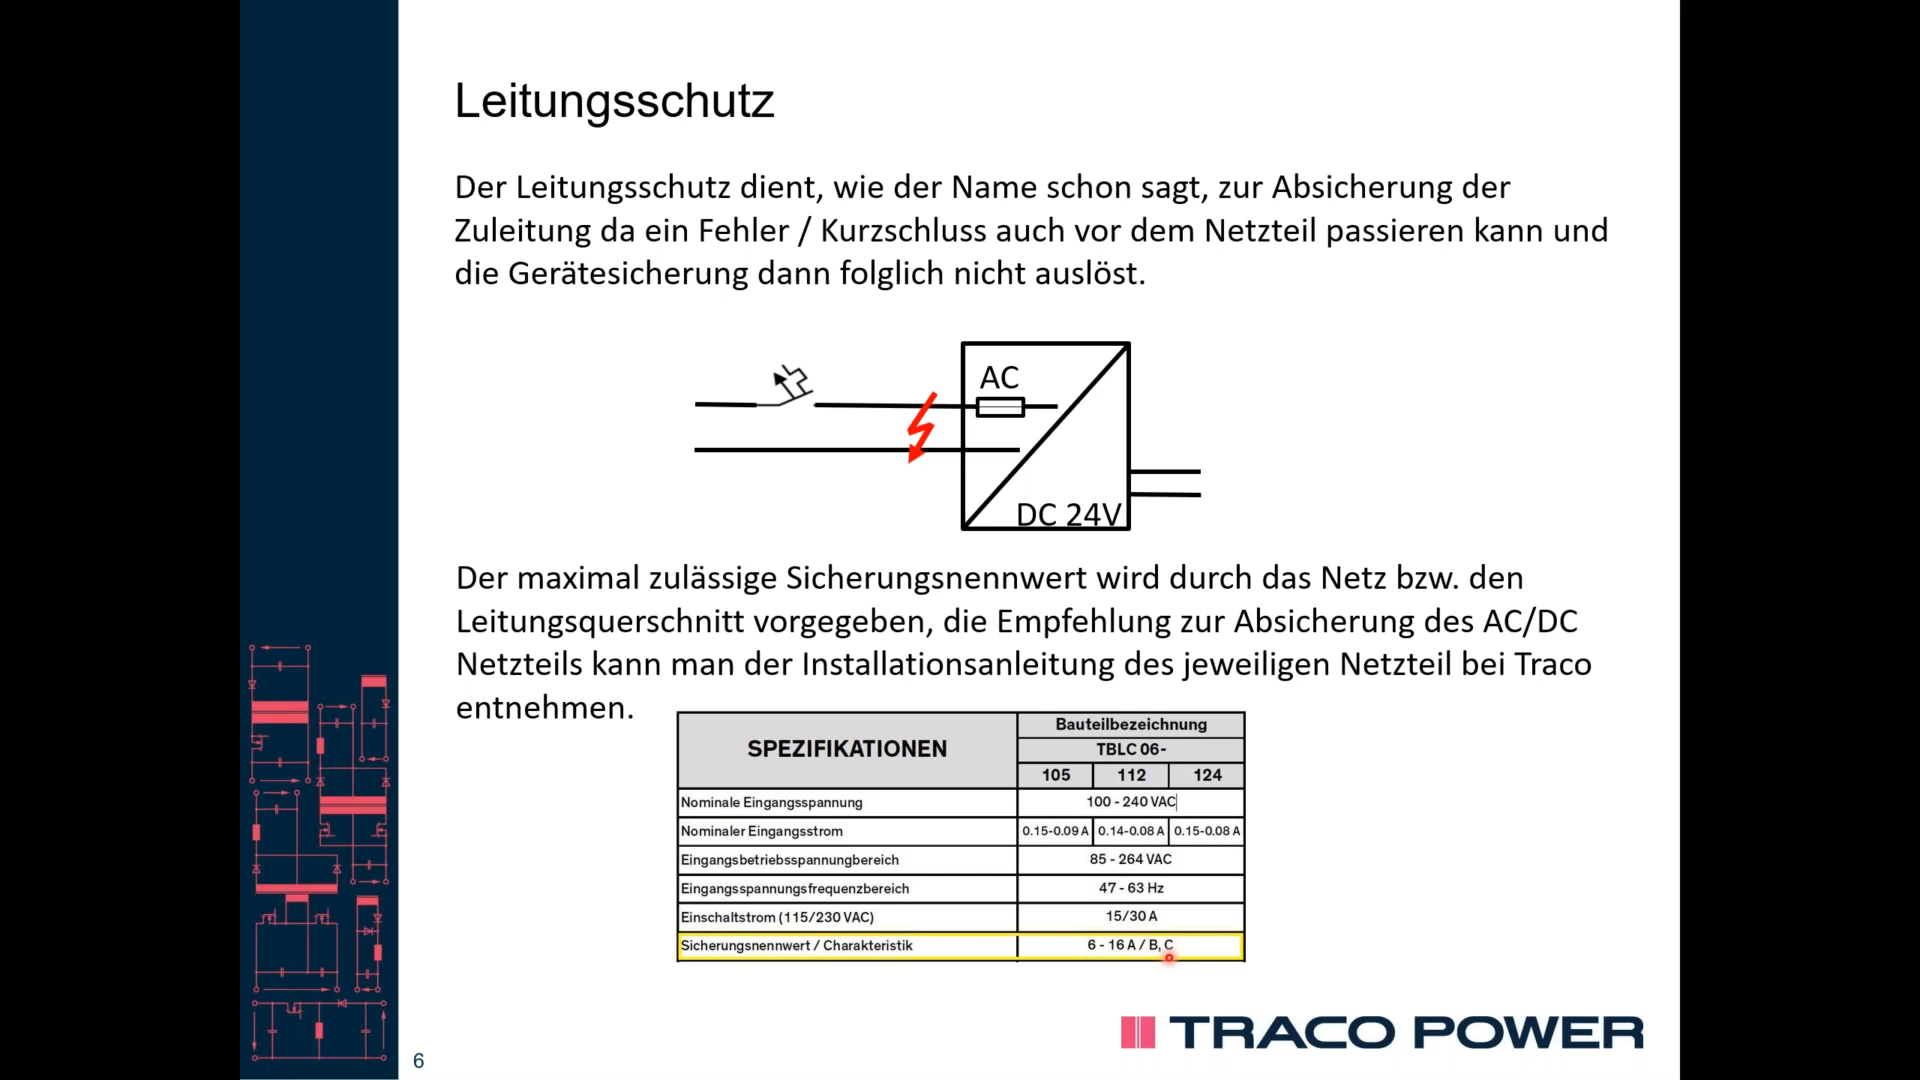 Leitungsschutz
Der Leitungsschutz dient, wie der Name schon sagt, zur Absicherung der
Zuleitung da ein Fehler / Kurzschluss auch vor dem Netzteil passieren kann und
die Gerätesicherung dann folglich nicht auslöst.
AC
DC 24V
Der maximal zulässige Sicherungsnennwert wird durch das Netz bzw. den
Leitungsquerschnitt vorgegeben, die Empfehlung zur Absicherung des AC/DC
Netzteils kann man der Installationsanleitung des jeweiligen Netzteil bei Traco
entnehmen.
SPEZIFIKATIONEN
Bauteilbezeichnung
TBLC 06-
105 112 124
Nominale Eingangsspannung 100 - 240 VAC
Nominaler Eingangsstrom 0.15-0.09 A 0.14-0.08 A 0.15-0.08 A
Eingangsbetriebsspannungbereich 85 - 264 VAC
Eingangsspannungsfrequenzbereich 47 - 63 Hz
Einschaltstrom (115/230 VAC) 15/30 A
Sicherungsnennwert / Charakteristik 6 - 16 A / B, C
TRACO POWER
6